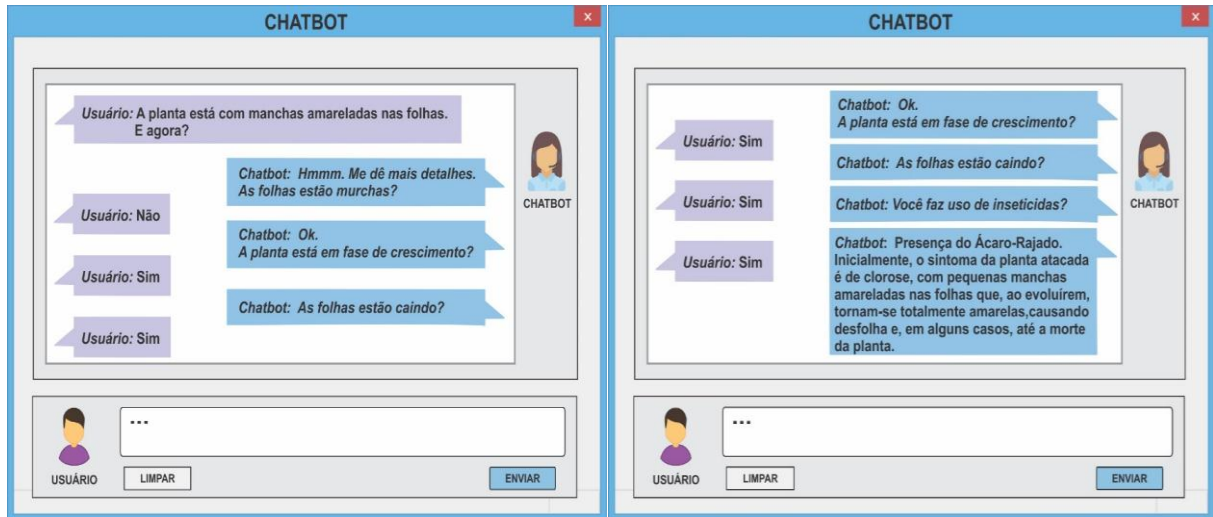 CHATBOT
x
Usuário: A planta está com manchas amareladas nas folhas.
E agora?
Chatbot: Hmmm. Me dê mais detalhes.
As folhas estão murchas?
CHATBOT
Usuário: Não
Chatbot: Ok.
A planta está em fase de crescimento?
Usuário: Sim
Chatbot: As folhas estão caindo?
Usuário: Sim
...
USUÁRIO
LIMPAR
ENVIAR
CHATBOT
x
Chatbot: Ok.
A planta está em fase de crescimento?
Usuário: Sim
Chatbot: As folhas estão caindo?
CHATBOT
Usuário: Sim
Chatbot: Você faz uso de inseticidas?
Usuário: Sim
Chatbot: Presença do Ácaro-Rajado.
Inicialmente, o sintoma da planta atacada
é de clorose, com pequenas manchas
amareladas nas folhas que, ao evoluírem,
tornam-se totalmente amarelas,causando
desfolha e, em alguns casos, até a morte
da planta.
...
USUÁRIO
LIMPAR
ENVIAR